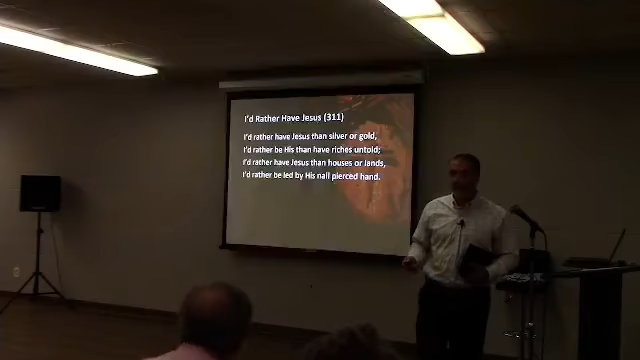 I'd Rather Have Jesus (311)
I'd rather have Jesus than silver or gold,
I'd rather be His than have riches untold;
I'd rather have Jesus than houses or lands,
I'd rather be led by His nail pierced hand.